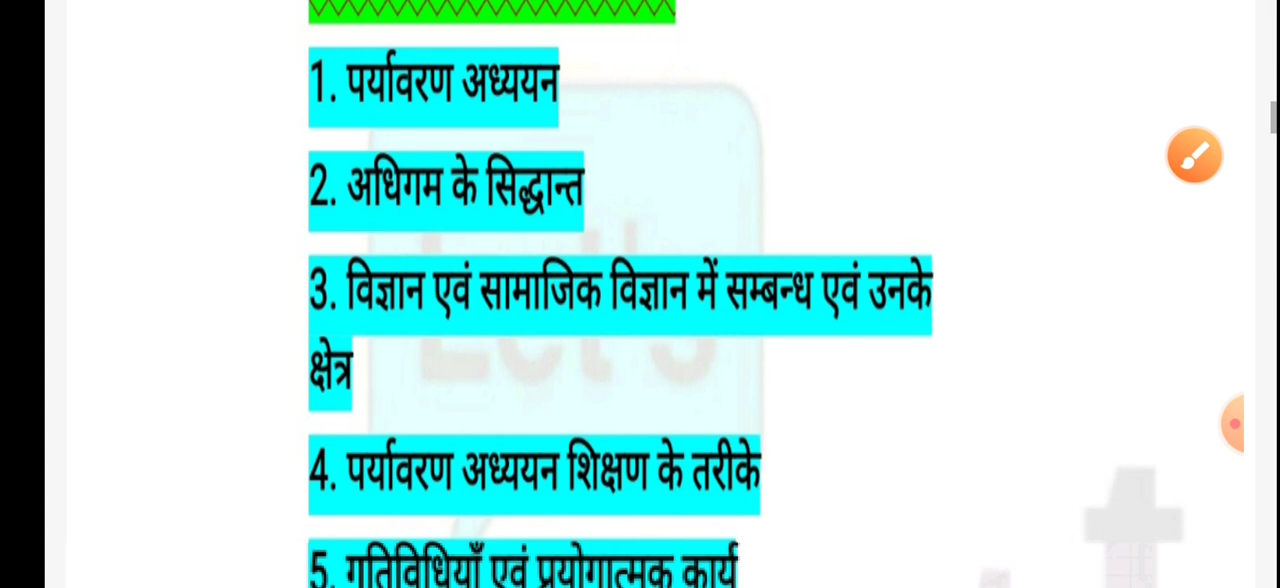 1. पर्यावरण अध्ययन
2. अधिगम के सिद्धान्त
3. विज्ञान एवं सामाजिक विज्ञान में सम्बन्ध एवं उनके
क्षेत्र
4. पर्यावरण अध्ययन शिक्षण के तरीके
5. गतिविधियाँ एवं प्रयोगात्मक कार्य
Let's
t